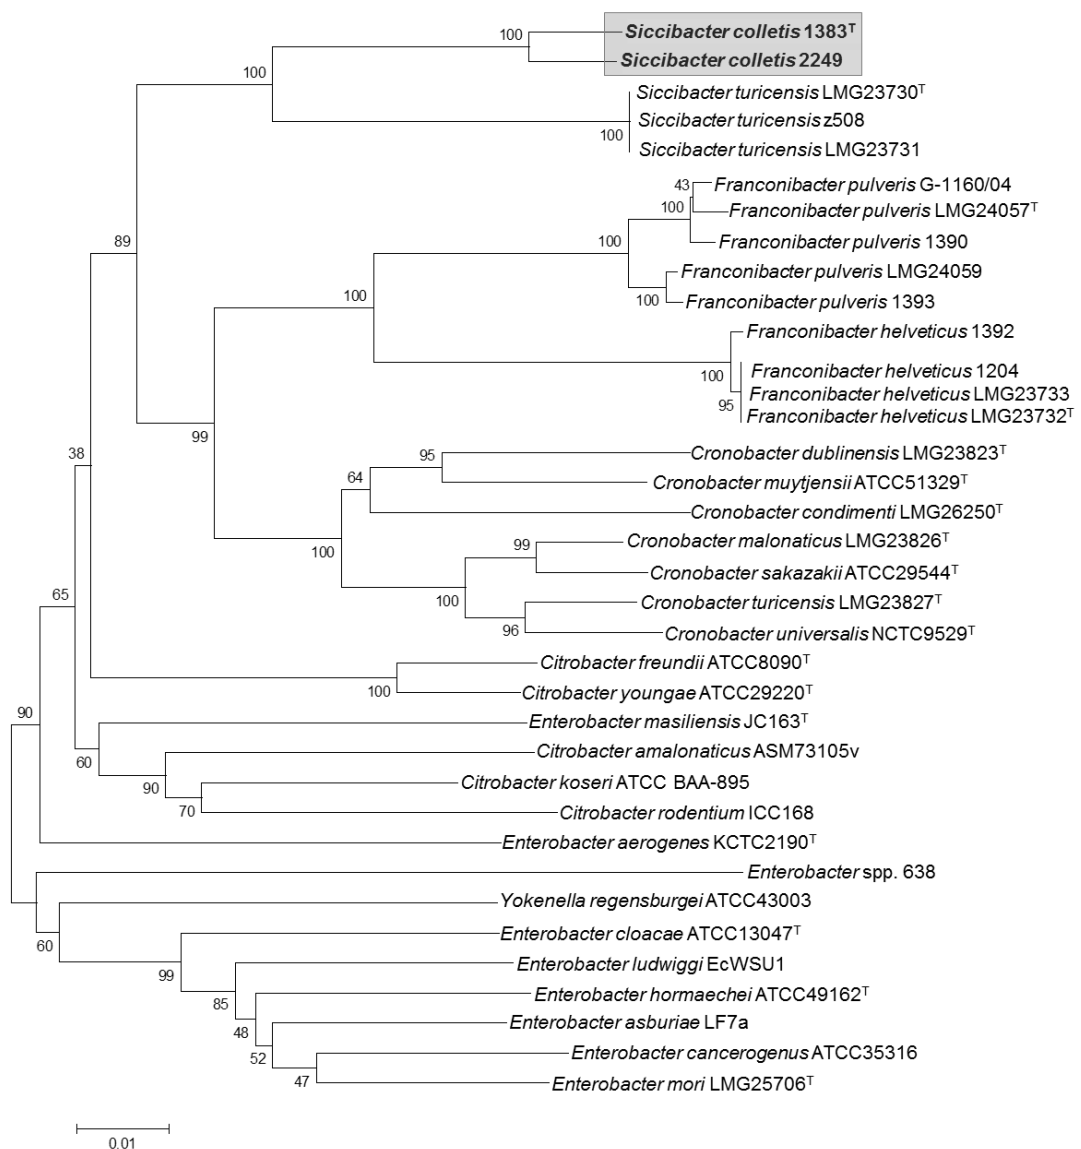 100
Siccibacter colletis 1383ᵀ
Siccibacter colletis 2249
100
Siccibacter turicensis LMG23730ᵀ
Siccibacter turicensis z508
100
Siccibacter turicensis LMG23731
43
Franconibacter pulveris G-1160/04
100
Franconibacter pulveris LMG24057ᵀ
89
100
Franconibacter pulveris 1390
Franconibacter pulveris LMG24059
100
100
Franconibacter pulveris 1393
Franconibacter helveticus 1392
100
Franconibacter helveticus 1204
Franconibacter helveticus LMG23733
95
Franconibacter helveticus LMG23732ᵀ
99
38
95
Cronobacter dublinensis LMG23823ᵀ
64
Cronobacter muytjensii ATCC51329ᵀ
Cronobacter condimenti LMG26250ᵀ
100
99
Cronobacter malonaticus LMG23826ᵀ
Cronobacter sakazakii ATCC29544ᵀ
65
100
Cronobacter turicensis LMG23827ᵀ
96
Cronobacter universalis NCTC9529ᵀ
Citrobacter freundii ATCC8090ᵀ
100
Citrobacter youngae ATCC29220ᵀ
90
Enterobacter masiliensis JC163ᵀ
60
Citrobacter amalonaticus ASM73105v
90
Citrobacter koseri ATCC BAA-895
70
Citrobacter rodentium ICC168
Enterobacter aerogenes KCTC2190ᵀ
Enterobacter spp. 638
Yokenella regensburgei ATCC43003
60
Enterobacter cloacae ATCC13047ᵀ
99
Enterobacter ludwiggi EcWSU1
85
Enterobacter hormaechei ATCC49162ᵀ
48
Enterobacter asburiae LF7a
52
Enterobacter cancerogenus ATCC35316
47
Enterobacter mori LMG25706ᵀ
0.01